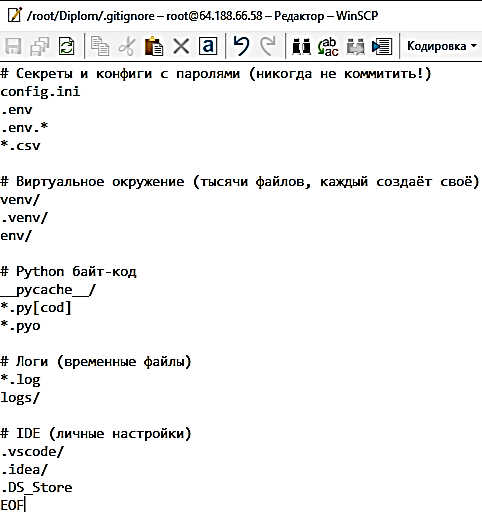 /root/Diplom/.gitignore – root@64.188.66.58 – Редактор – WinSCP
Кодировка
# Секреты и конфиги с паролями (никогда не коммитить!)
config.ini
.env
.env.*
*.csv
# Виртуальное окружение (тысячи файлов, каждый создаёт своё)
venv/
.venv/
env/
# Python байт-код
__pycache__/
*.py[cod]
*.pyo
# Логи (временные файлы)
*.log
logs/
# IDE (личные настройки)
.vscode/
.idea/
.DS_Store
EOF